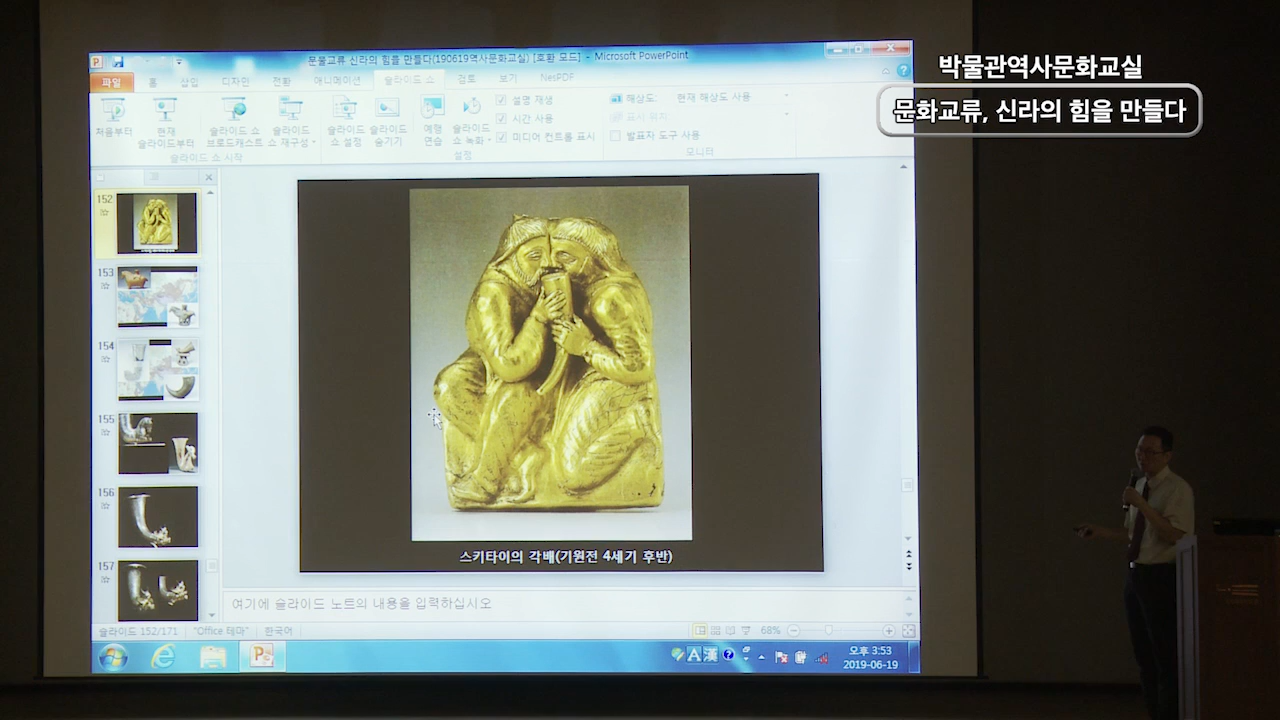 박물관역사문화교실
문화교류, 신라의 힘을 만들다
문물교류 신라의 힘을 만들다(190619역사문화교실) [호환 모드] - Microsoft PowerPoint
파일 홈 삽입 디자인 전환 애니메이션 슬라이드 쇼 검토 보기 NesPDF
처음부터
현재
슬라이드부터
슬라이드 쇼
브로드캐스트
슬라이드
쇼 재구성
슬라이드
쇼 설정
슬라이드
숨기기
예행
연습
슬라이드
쇼 녹화
설명 재생
시간 사용
미디어 컨트롤 표시
해상도: 현재 해상도 사용
표시 위치:
발표자 도구 사용
슬라이드 쇼 시작
설정
모니터
152
153
154
155
156
157
스키타이의 각배(기원전 4세기 후반)
여기에 슬라이드 노트의 내용을 입력하십시오
슬라이드 152/171 "Office 테마" 한국어
68%
A漢
오후 3:53
2019-06-19